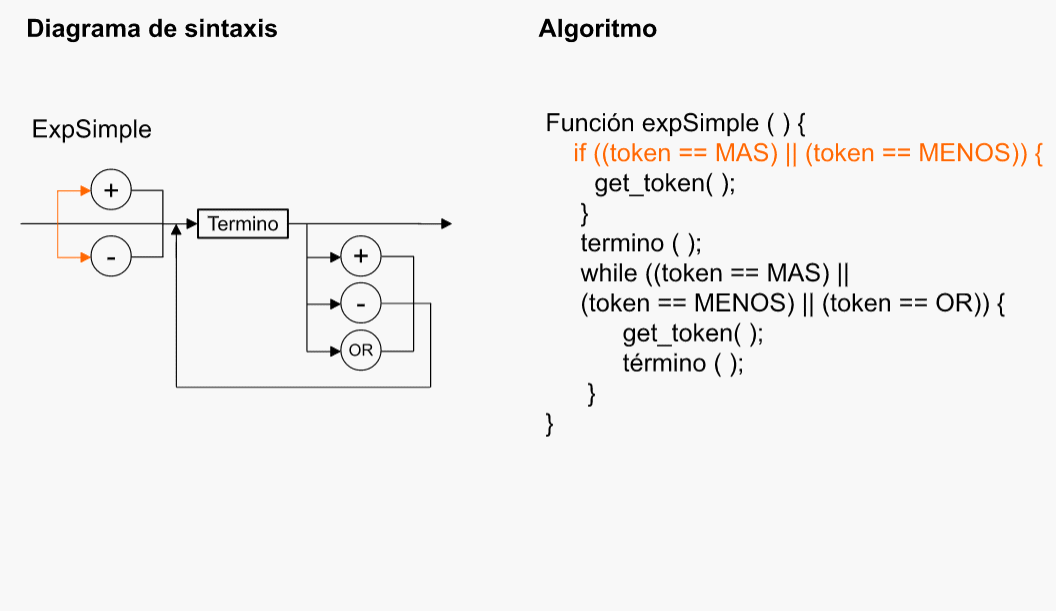 Diagrama de sintaxis
ExpSimple
+
-
Termino
+
-
OR
Algoritmo
Función expSimple ( ) {
if ((token == MAS) || (token == MENOS)) {
get_token( );
}
termino ( );
while ((token == MAS) ||
(token == MENOS) || (token == OR)) {
get_token( );
término ( );
}
}